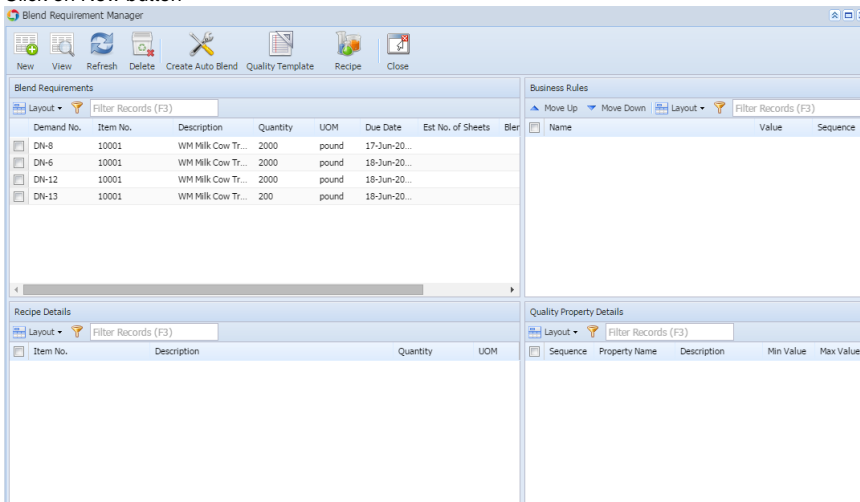 Blend Requirement Manager
New View Refresh Delete Create Auto Blend Quality Template Recipe Close
Blend Requirements
Layout Filter Records (F3)
Demand No. Item No. Description Quantity UOM Due Date Est No. of Sheets Bler
DN-8 10001 WM Milk Cow Tr... 2000 pound 17-Jun-20...
DN-6 10001 WM Milk Cow Tr... 2000 pound 18-Jun-20...
DN-12 10001 WM Milk Cow Tr... 2000 pound 18-Jun-20...
DN-13 10001 WM Milk Cow Tr... 200 pound 18-Jun-20...
Business Rules
Move Up Move Down Layout Filter Records (F3)
Name Value Sequence
Recipe Details
Layout Filter Records (F3)
Item No. Description Quantity UOM
Quality Property Details
Layout Filter Records (F3)
Sequence Property Name Description Min Value Max Value